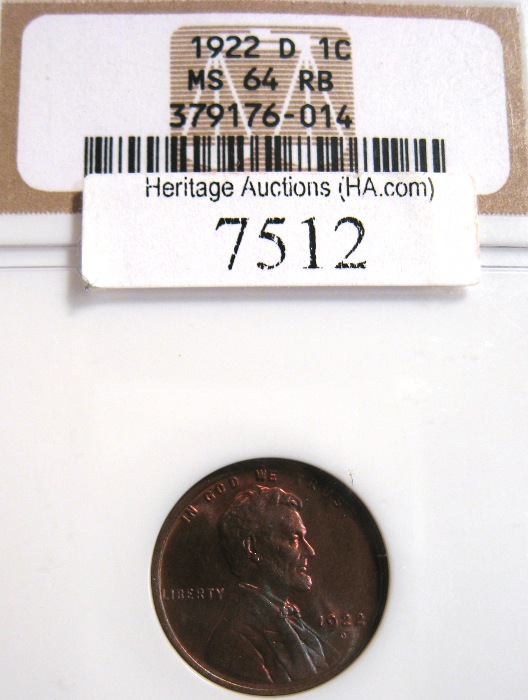 1922 D 1C
MS 64 RB
379176-014
Heritage Auctions (HA.com)
7512
IN GOD WE TRUST
LIBERTY
1922
D